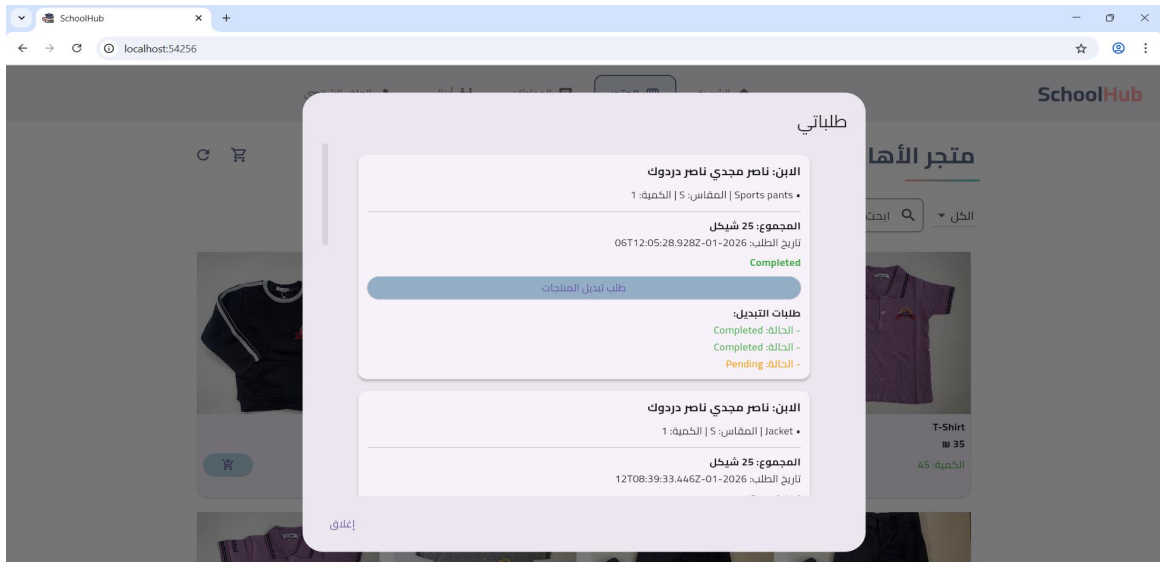 SchoolHub
localhost:54256
SchoolHub
طلباتي
متجر الأها
الكل
ابحث
الابن: ناصر مجدي ناصر دردوك
• Sports pants | المقاس: S | الكمية: 1
المجموع: 25 شيكل
تاريخ الطلب: 2026-01-06T12:05:28.928Z
Completed
طلب تبديل المنتجات
طلبات التبديل:
- الحالة: Completed
- الحالة: Completed
- الحالة: Pending
الابن: ناصر مجدي ناصر دردوك
• Jacket | المقاس: S | الكمية: 1
المجموع: 25 شيكل
تاريخ الطلب: 2026-01-12T08:39:33.446Z
إغلاق
T-Shirt
35 ₪
الكمية: 45